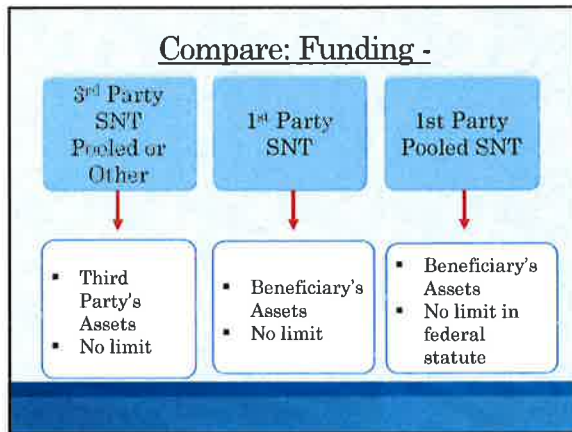 Compare: Funding -
3rd Party
SNT
Pooled or
Other
1st Party
SNT
1st Party
Pooled SNT
▪ Third
Party's
Assets
▪ No limit
▪ Beneficiary's
Assets
▪ No limit
▪ Beneficiary's
Assets
▪ No limit in
federal
statute